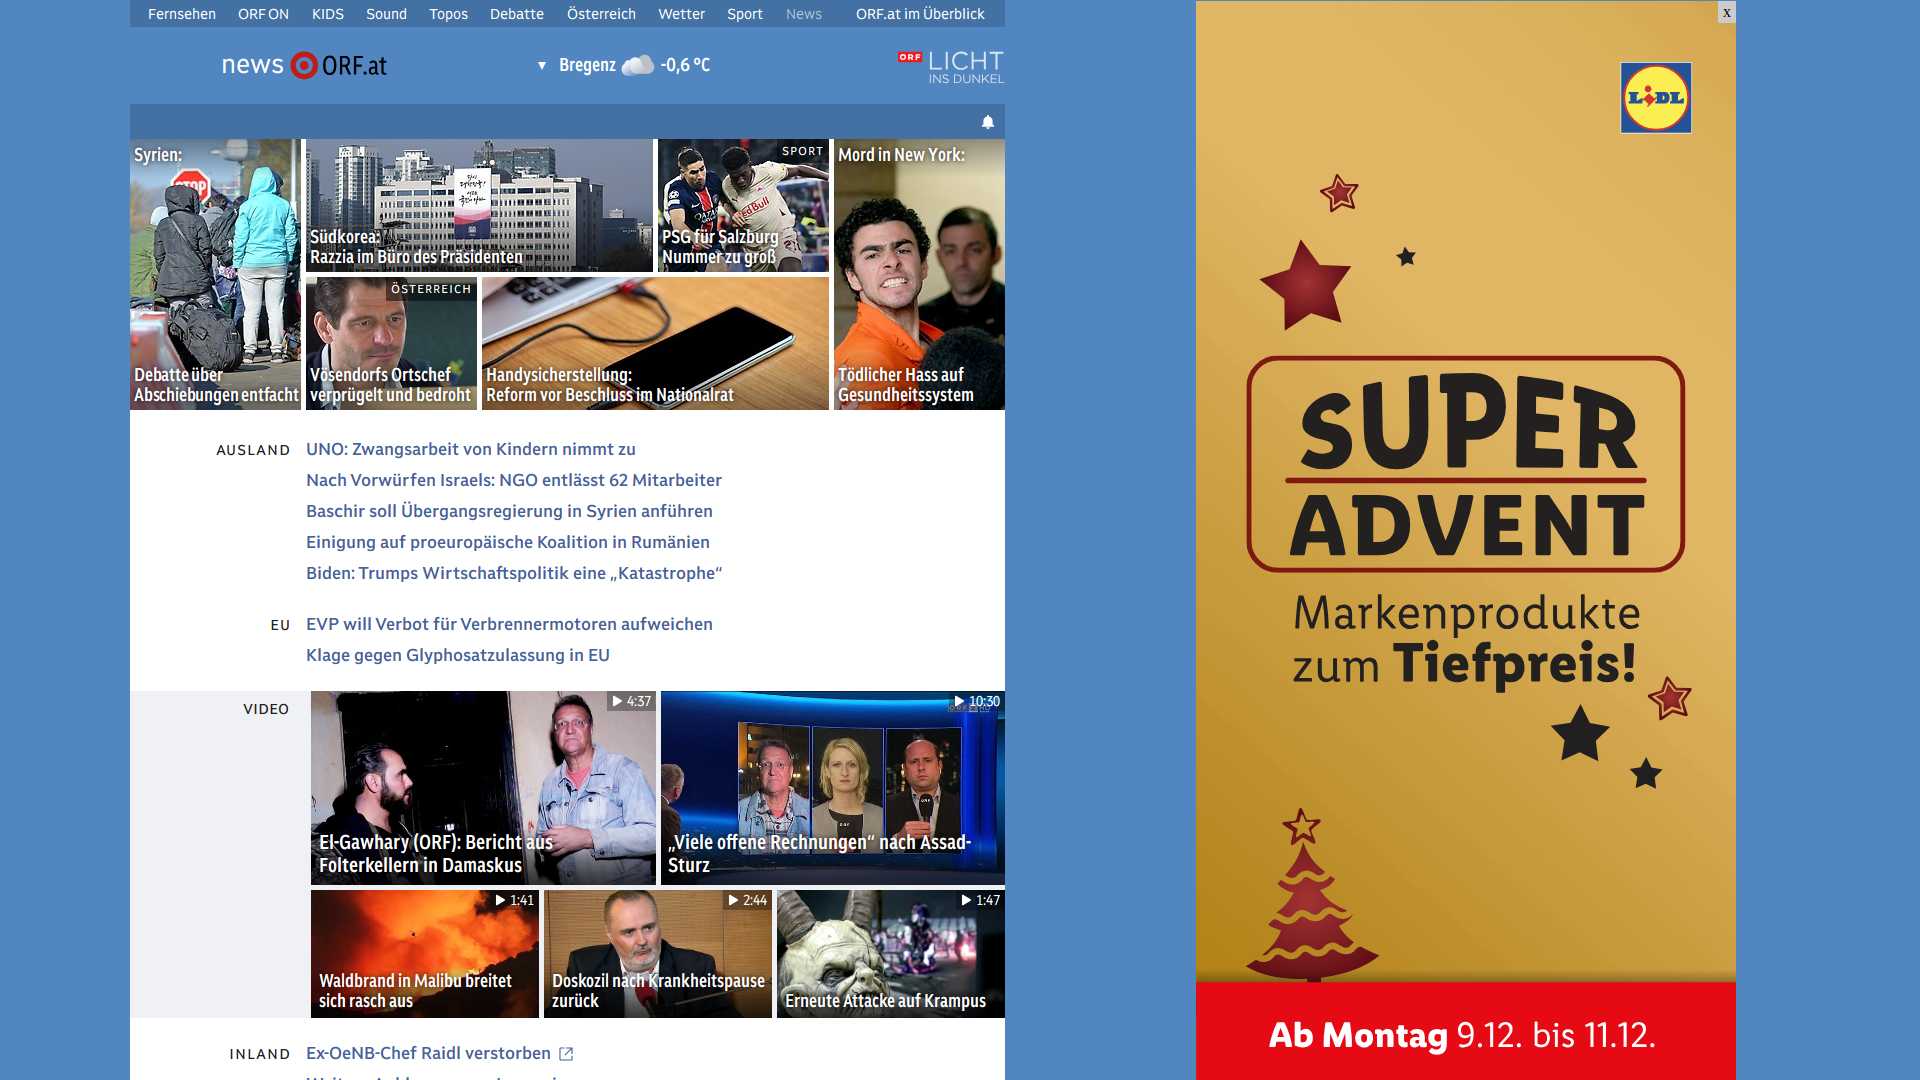 Fernsehen ORF ON KIDS Sound Topos Debatte Österreich Wetter Sport News ORF.at im Überblick
news ORF.at
Bregenz -0,6 °C
ORF LICHT
INS DUNKEL
Syrien:
STOP
Debatte über
Abschiebungen entfacht
Südkorea:
Razzia im Büro des Präsidenten
SPORT
Red Bull
PSG für Salzburg
Nummer zu groß
Mord in New York:
Tödlicher Hass auf
Gesundheitssystem
ÖSTERREICH
Vösendorfs Ortschef
verprügelt und bedroht
Handysicherstellung:
Reform vor Beschluss im Nationalrat
AUSLAND
UNO: Zwangsarbeit von Kindern nimmt zu
Nach Vorwürfen Israels: NGO entlässt 62 Mitarbeiter
Baschir soll Übergangsregierung in Syrien anführen
Einigung auf proeuropäische Koalition in Rumänien
Biden: Trumps Wirtschaftspolitik eine „Katastrophe“
EU
EVP will Verbot für Verbrennermotoren aufweichen
Klage gegen Glyphosatzulassung in EU
VIDEO
4:37
El-Gawhary (ORF): Bericht aus
Folterkellern in Damaskus
10:30
„Viele offene Rechnungen“ nach Assad-
Sturz
1:41
Waldbrand in Malibu breitet
sich rasch aus
2:44
Doskozil nach Krankheitspause
zurück
1:47
Erneute Attacke auf Krampus
INLAND
Ex-OeNB-Chef Raidl verstorben
x
LIDL
SUPER
ADVENT
Markenprodukte
zum Tiefpreis!
Ab Montag 9.12. bis 11.12.